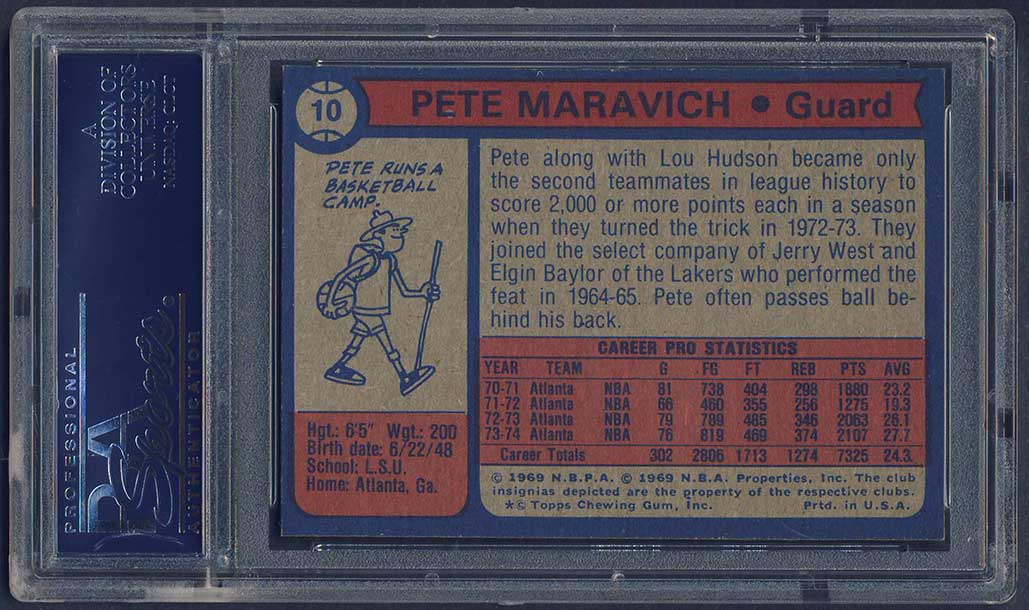 A
DIVISION OF
COLLECTORS
UNIVERSE
NASDAQ: CLCT
PROFESSIONAL
PSA
Sports
AUTHENTICATOR
10
PETE MARAVICH • Guard
PETE RUNS A
BASKETBALL
CAMP.
Pete along with Lou Hudson became only
the second teammates in league history to
score 2,000 or more points each in a season
when they turned the trick in 1972-73. They
joined the select company of Jerry West and
Elgin Baylor of the Lakers who performed the
feat in 1964-65. Pete often passes ball be-
hind his back.
CAREER PRO STATISTICS
YEAR TEAM G FG FT REB PTS AVG
70-71 Atlanta NBA 81 738 404 298 1880 23.2
71-72 Atlanta NBA 66 460 355 256 1275 19.3
72-73 Atlanta NBA 79 789 485 346 2063 26.1
73-74 Atlanta NBA 76 819 469 374 2107 27.7
Career Totals 302 2806 1713 1274 7325 24.3
Hgt: 6'5" Wgt: 200
Birth date: 6/22/48
School: L.S.U.
Home: Atlanta, Ga.
© 1969 N.B.P.A. © 1969 N.B.A. Properties, Inc. The club
insignias depicted are the property of the respective clubs.
*© Topps Chewing Gum, Inc. Prtd. in U.S.A.